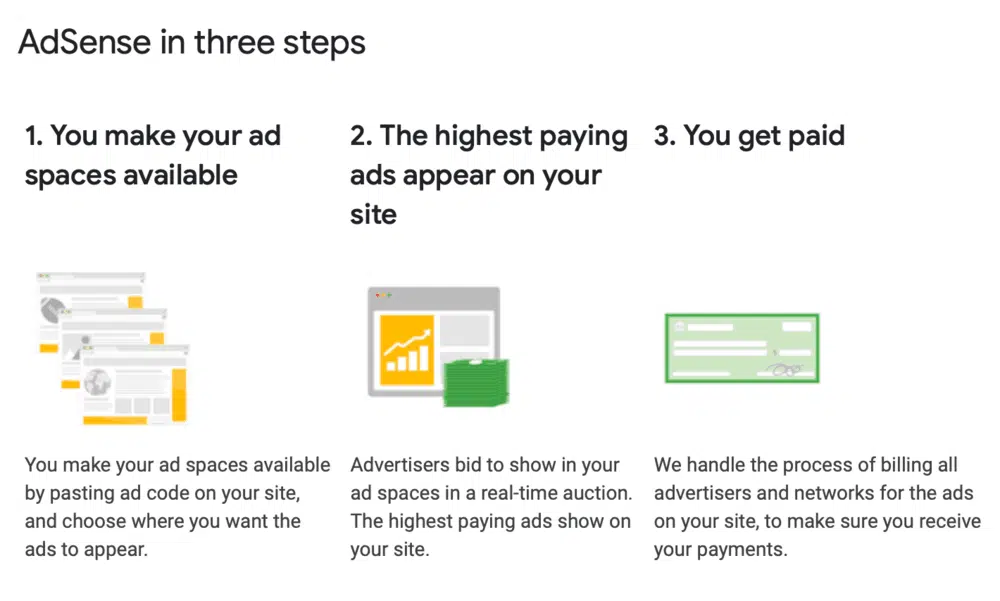 AdSense in three steps
1. You make your ad
spaces available
2. The highest paying
ads appear on your
site
3. You get paid
You make your ad spaces available
by pasting ad code on your site,
and choose where you want the
ads to appear.
Advertisers bid to show in your
ad spaces in a real-time auction.
The highest paying ads show on
your site.
We handle the process of billing all
advertisers and networks for the ads
on your site, to make sure you receive
your payments.